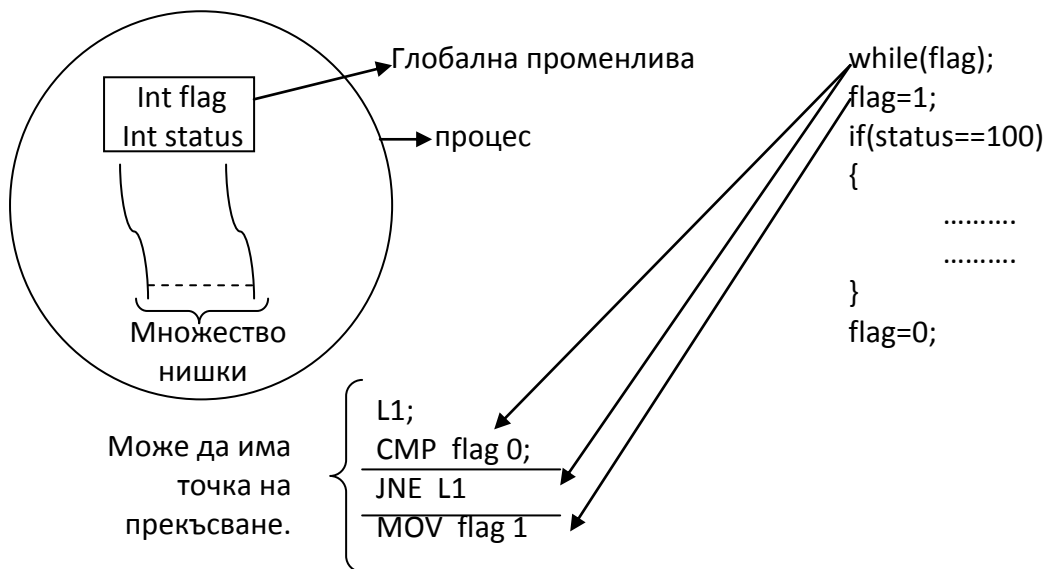 Глобална променлива
Int flag
Int status
процес
Множество
нишки
while(flag);
flag=1;
if(status==100)
{
……….
……….
}
flag=0;
Може да има
точка на
прекъсване.
L1;
CMP flag 0;
JNE L1
MOV flag 1